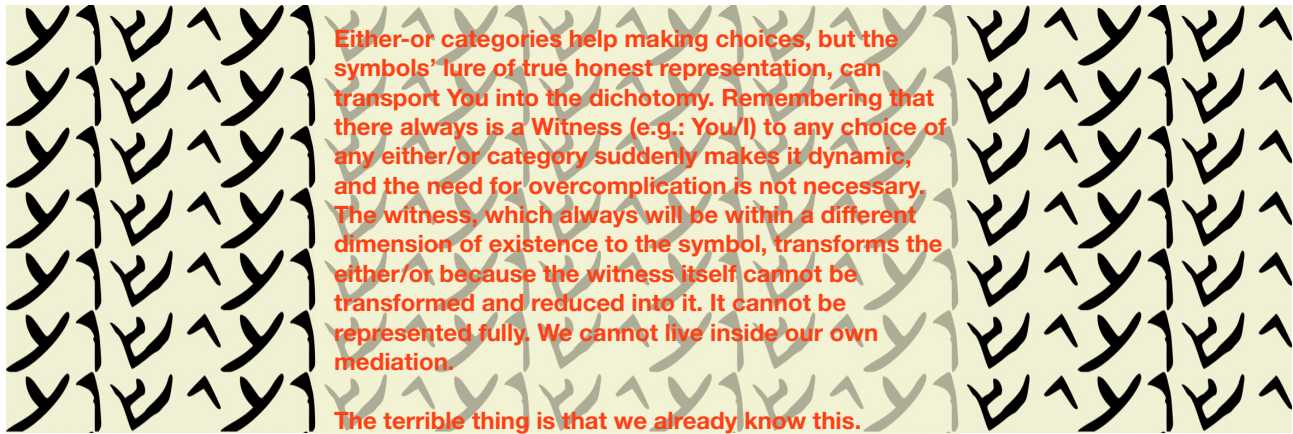 Either-or categories help making choices, but the
symbols’ lure of true honest representation, can
transport You into the dichotomy. Remembering that
there always is a Witness (e.g.: You/I) to any choice of
any either/or category suddenly makes it dynamic,
and the need for overcomplication is not necessary.
The witness, which always will be within a different
dimension of existence to the symbol, transforms the
either/or because the witness itself cannot be
transformed and reduced into it. It cannot be
represented fully. We cannot live inside our own
mediation.
The terrible thing is that we already know this.